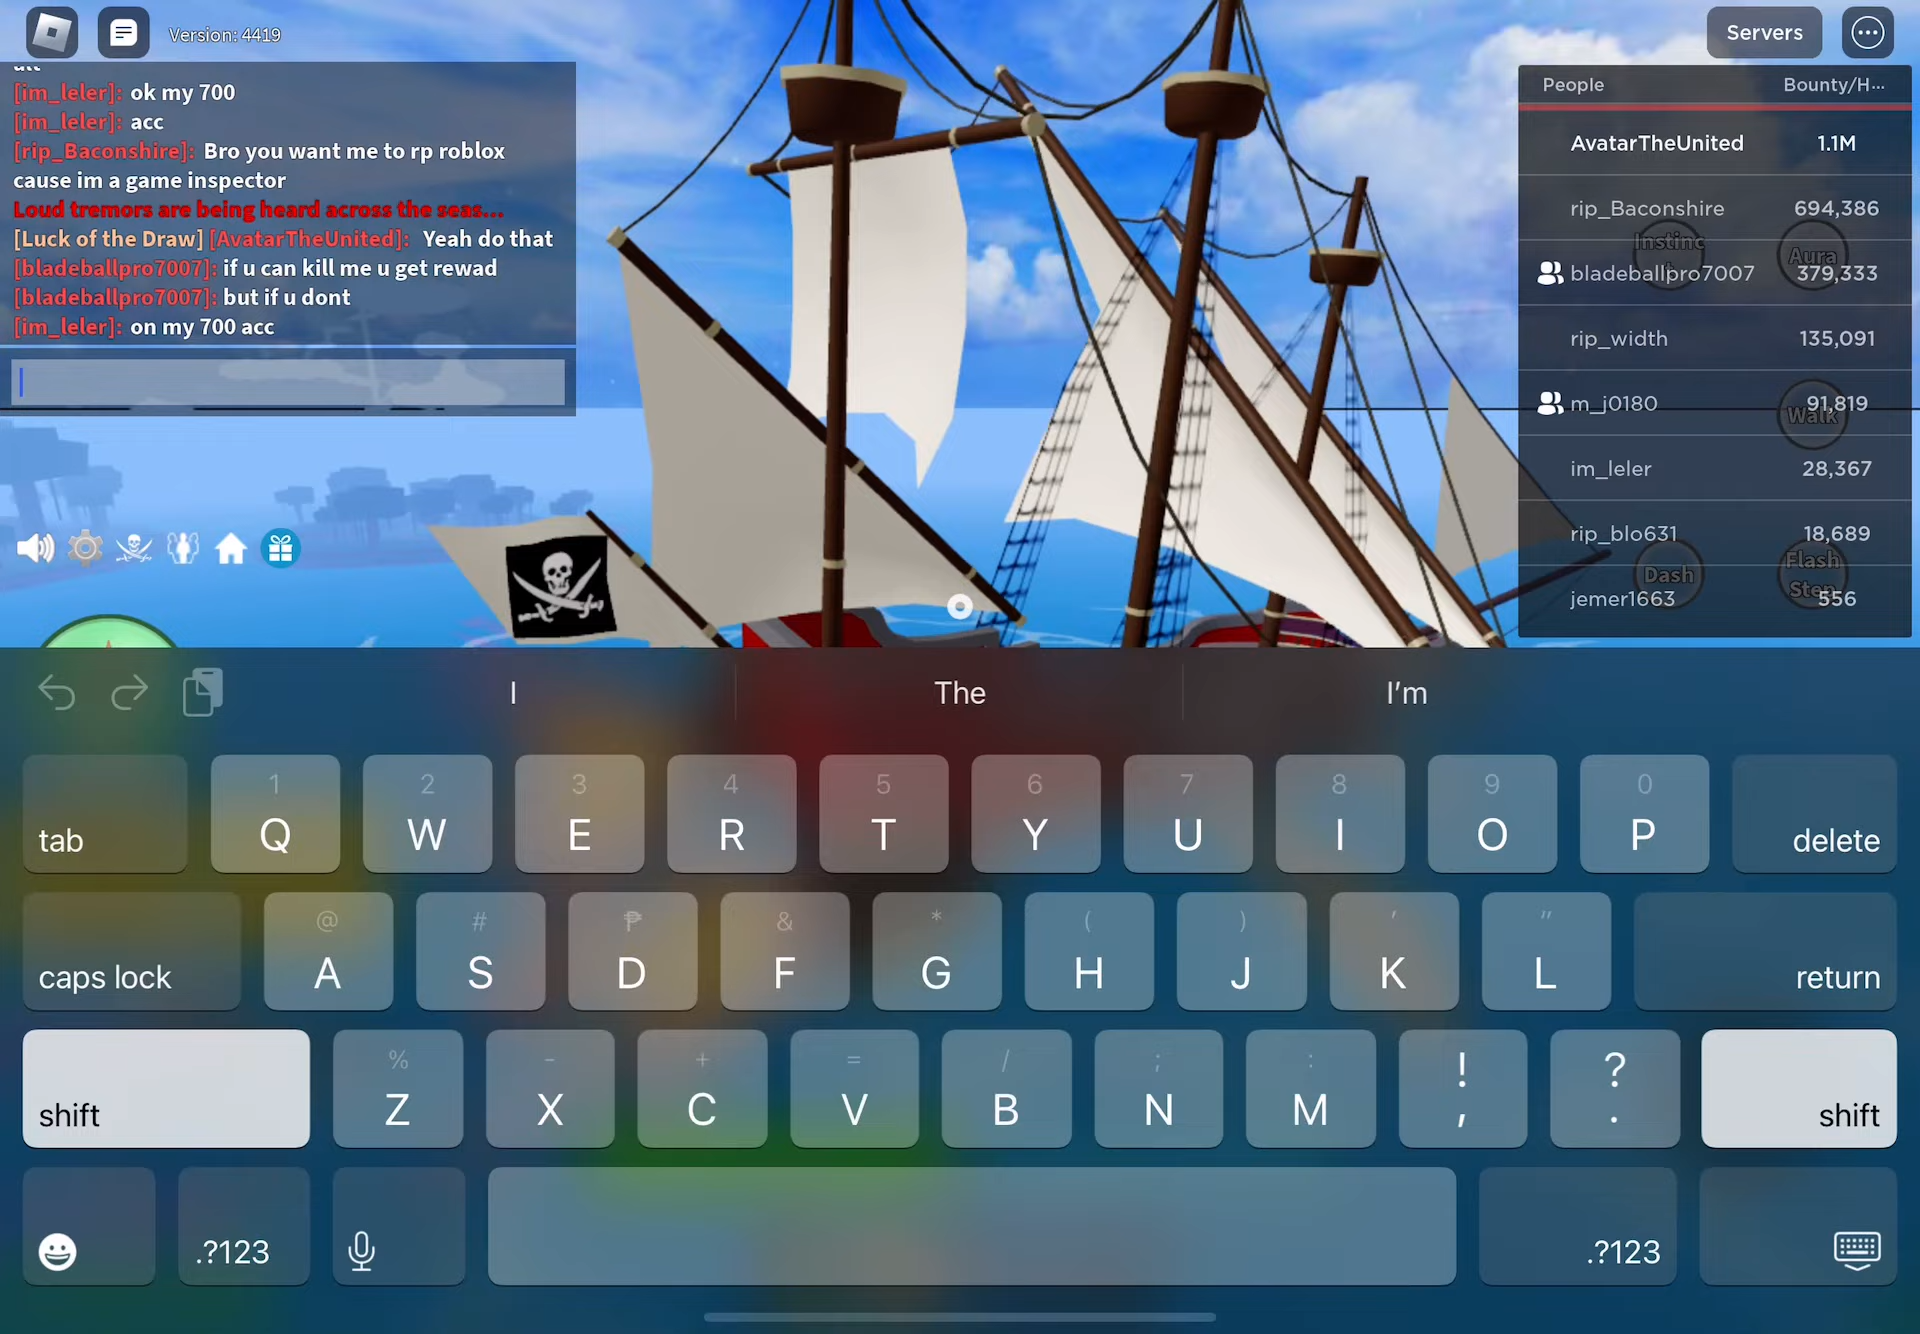 Version: 4419
Servers
[im_leler]: ok my 700
[im_leler]: acc
[rip_Baconshire]: Bro you want me to rp roblox
cause im a game inspector
Loud tremors are being heard across the seas...
[Luck of the Draw] [AvatarTheUnited]: Yeah do that
[bladeballpro7007]: if u can kill me u get rewad
[bladeballpro7007]: but if u dont
[im_leler]: on my 700 acc
People Bounty/H...
AvatarTheUnited 1.1M
rip_Baconshire 694,386
Instinc
Aura
bladeballpro7007 379,333
rip_width 135,091
m_j0180 91,819
Walk
im_leler 28,367
rip_blo631 18,689
Dash
Flash
Step
jemer1663 556
I The I'm
1 2 3 4 5 6 7 8 9 0
tab Q W E R T Y U I O P delete
@ # ₱ & * ( ) ' "
caps lock A S D F G H J K L return
% - + = / ; : ! ?
shift Z X C V B N M , . shift
.?123 .?123